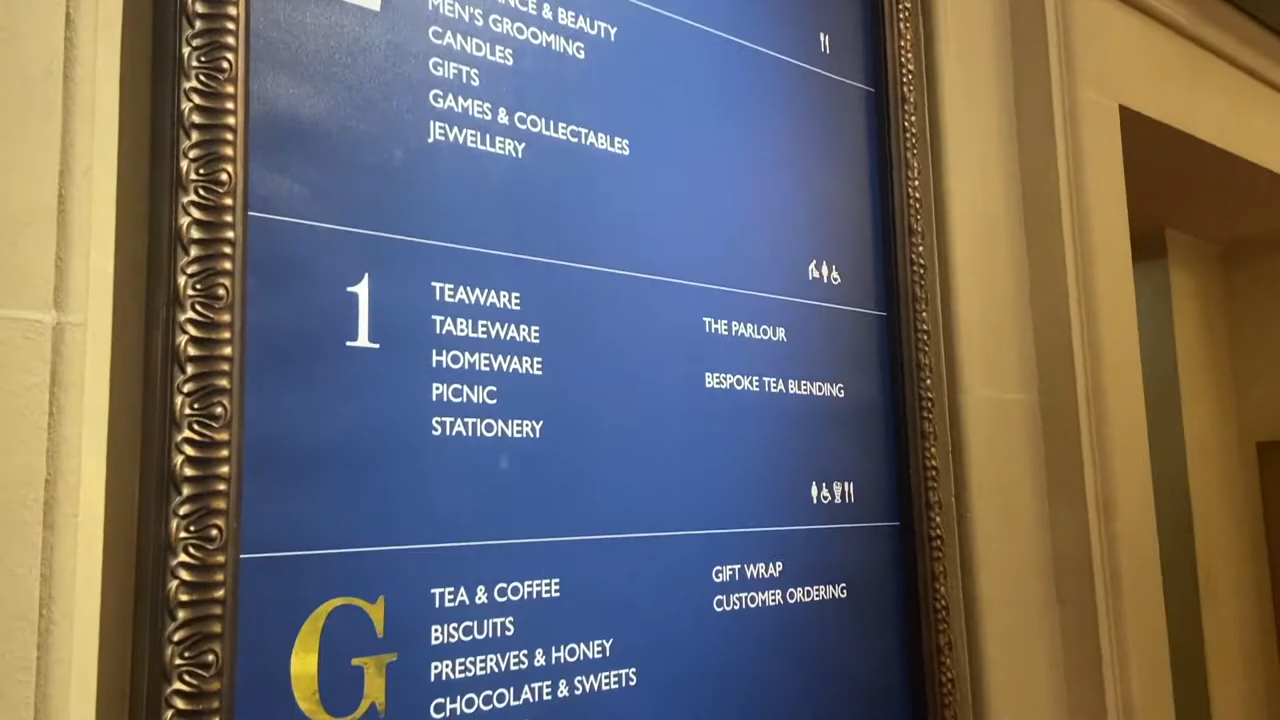 & BEAUTY
MEN'S GROOMING
CANDLES
GIFTS
GAMES & COLLECTABLES
JEWELLERY
1
TEAWARE
TABLEWARE
HOMEWARE
PICNIC
STATIONERY
THE PARLOUR
BESPOKE TEA BLENDING
G
TEA & COFFEE
BISCUITS
PRESERVES & HONEY
CHOCOLATE & SWEETS
GIFT WRAP
CUSTOMER ORDERING